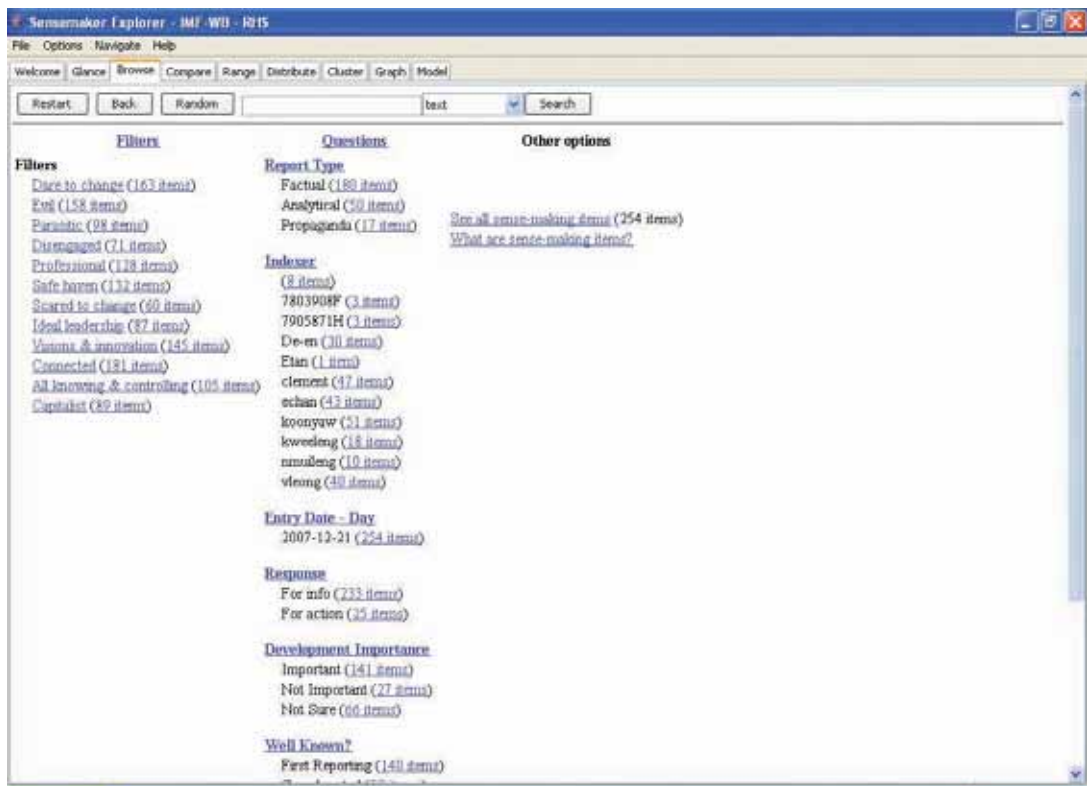 Sensemaker Explorer - IMF-WB - RHS
File Options Navigate Help
Welcome Glance Browse Compare Range Distribute Cluster Graph Model
Restart Back Random text Search
Filters Questions Other options
Filters
Dare to change (163 items)
Evil (158 items)
Parasitic (98 items)
Disengaged (71 items)
Professional (128 items)
Safe haven (132 items)
Scared to change (60 items)
Ideal leadership (87 items)
Visions & innovation (145 items)
Connected (181 items)
All knowing & controlling (105 items)
Capitalist (89 items)
Report Type
Factual (180 items)
Analytical (50 items)
Propaganda (17 items)
Indexer
(8 items)
7803908F (3 items)
7905871H (3 items)
De-en (30 items)
Etan (1 item)
clement (47 items)
echan (43 items)
koonyaw (51 items)
kweeleng (18 items)
(10 items)
vleong (40 items)
Entry Date - Day
2007-12-21 (254 items)
Response
For info (233 items)
For action (25 items)
Development Importance
Important (141 items)
Not Important (27 items)
Not Sure (66 items)
Well Known?
First Reporting (140 items)
See all sense-making items (254 items)
What are sense-making items?